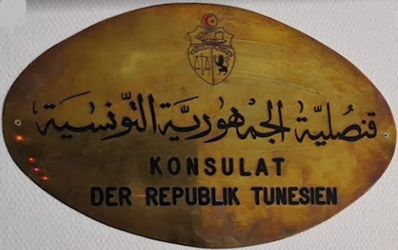 قنصلية الجمهورية التونسية
KONSULAT
DER REPUBLIK TUNESIEN